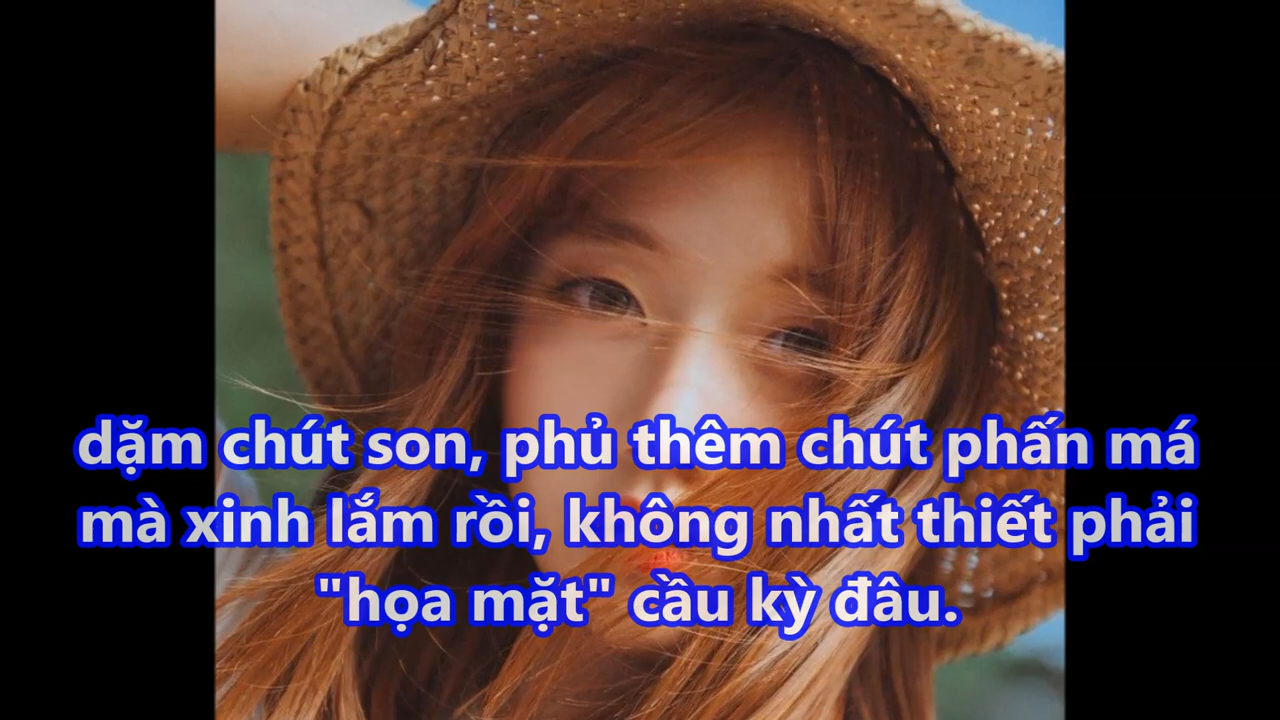 dặm chút son, phủ thêm chút phấn má
mà xinh lắm rồi, không nhất thiết phải
"họa mặt" cầu kỳ đâu.